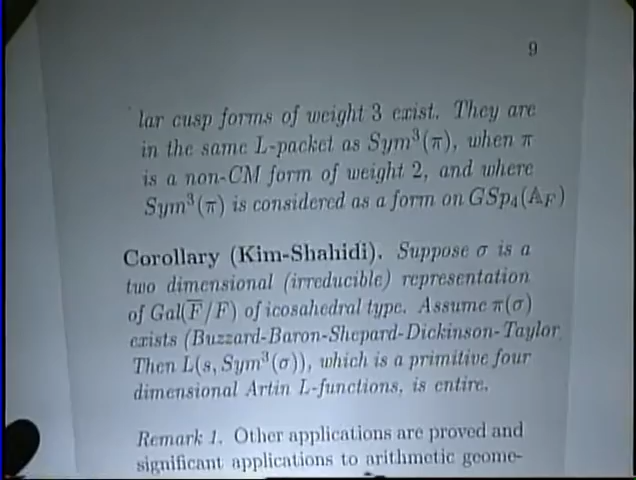 9
lar cusp forms of weight 3 exist. They are
in the same L-packet as Sym³(π), when π
is a non-CM form of weight 2, and where
Sym³(π) is considered as a form on GSp₄(𝔸_F)
Corollary (Kim-Shahidi). Suppose σ is a
two dimensional (irreducible) representation
of Gal(F̅/F) of icosahedral type. Assume π(σ)
exists (Buzzard-Baron-Shepard-Dickinson-Taylor
Then L(s, Sym³(σ)), which is a primitive four
dimensional Artin L-functions, is entire.
Remark 1. Other applications are proved and
significant applications to arithmetic geome-